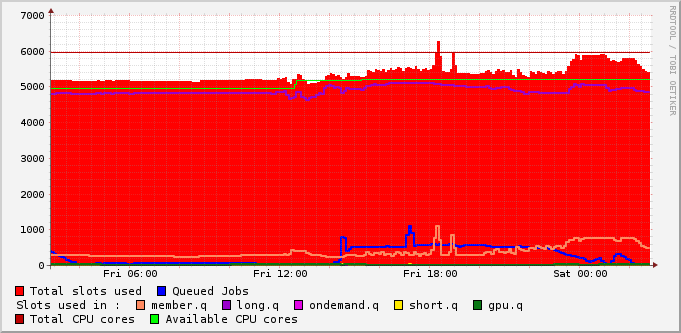 7000
6000
5000
4000
3000
2000
1000
0
Fri 06:00 Fri 12:00 Fri 18:00 Sat 00:00
RRDTOOL / TOBI OETIKER
Total slots used Queued Jobs
Slots used in : member.q long.q ondemand.q short.q gpu.q
Total CPU cores Available CPU cores